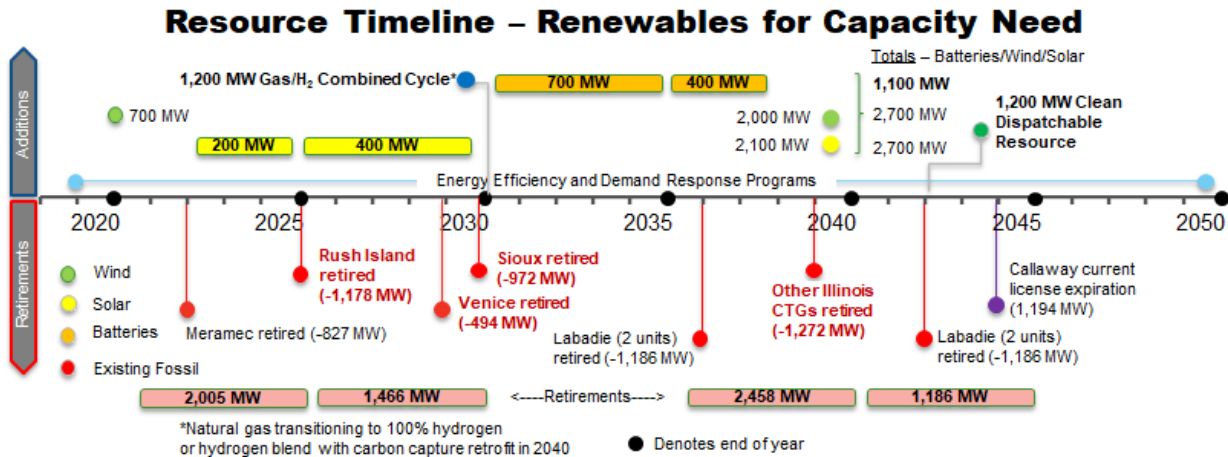 Resource Timeline – Renewables for Capacity Need
Additions
Retirements
Totals – Batteries/Wind/Solar
1,200 MW Gas/H₂ Combined Cycle*
700 MW
400 MW
1,100 MW
700 MW
2,000 MW
2,700 MW
200 MW
400 MW
2,100 MW
2,700 MW
1,200 MW Clean
Dispatchable
Resource
Energy Efficiency and Demand Response Programs
2020
2025
2030
2035
2040
2045
2050
Wind
Solar
Batteries
Existing Fossil
Meramec retired (-827 MW)
Rush Island
retired
(-1,178 MW)
Venice retired
(-494 MW)
Sioux retired
(-972 MW)
Labadie (2 units)
retired (-1,186 MW)
Other Illinois
CTGs retired
(-1,272 MW)
Labadie (2 units)
retired (-1,186 MW)
Callaway current
license expiration
(1,194 MW)
2,005 MW
1,466 MW
<----Retirements---->
2,458 MW
1,186 MW
*Natural gas transitioning to 100% hydrogen
or hydrogen blend with carbon capture retrofit in 2040
Denotes end of year